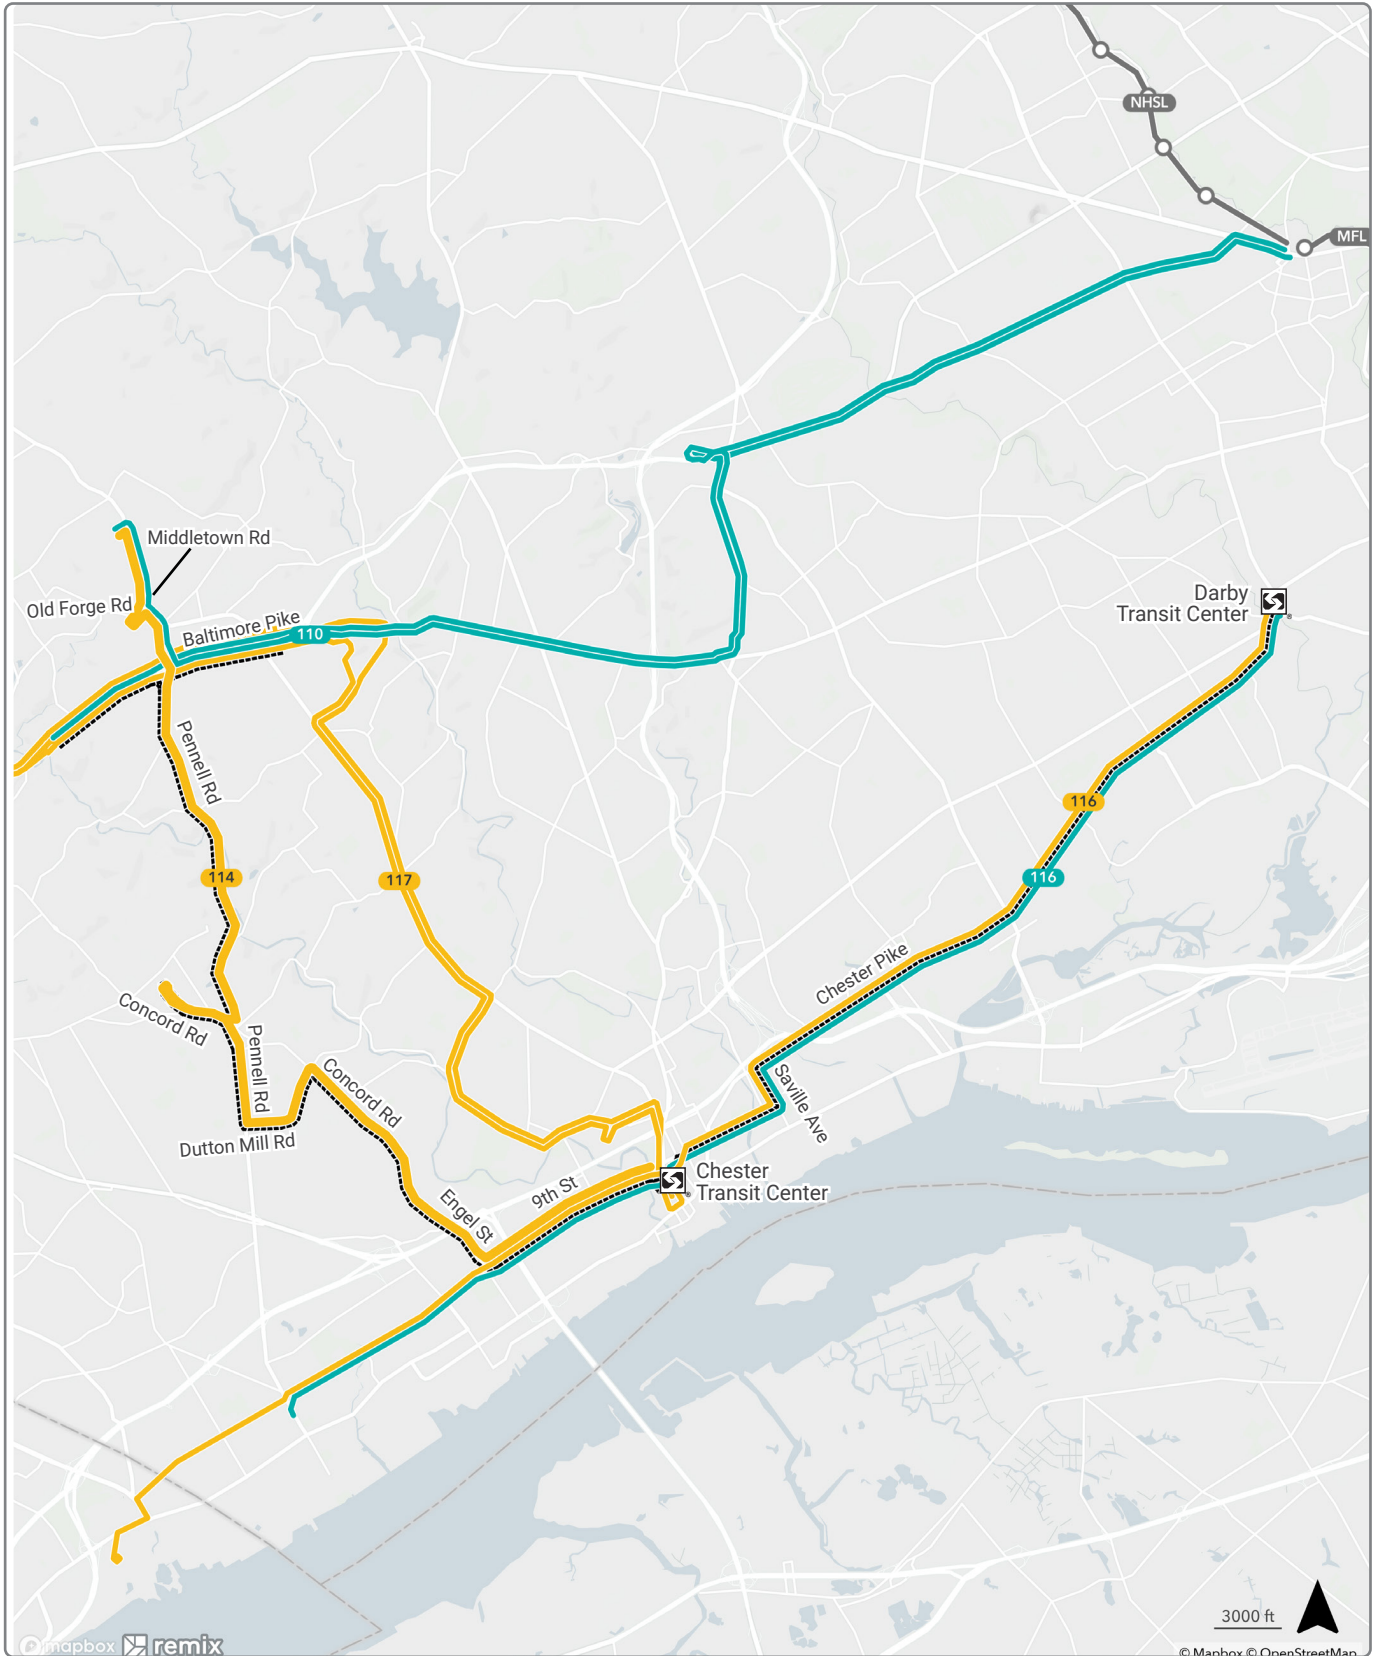 NHSL
MFL
Middletown Rd
Old Forge Rd
Baltimore Pike
110
Darby
Transit Center
®
Pennell Rd
116
114
117
116
Chester Pike
Concord Rd
Pennell Rd
Concord Rd
Saville Ave
Dutton Mill Rd
Chester
Transit Center
®
9th St
Engel St
3000 ft
mapbox remix
© Mapbox © OpenStreetMap